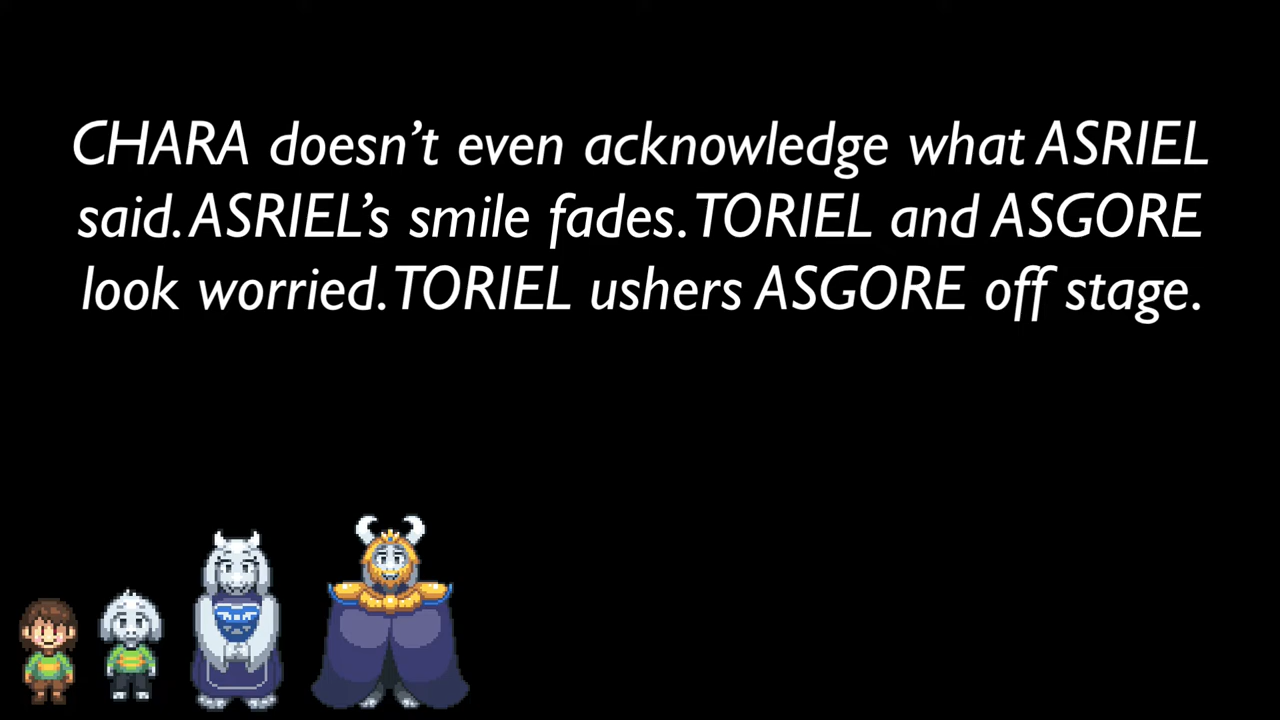 CHARA doesn’t even acknowledge what ASRIEL
said. ASRIEL’s smile fades. TORIEL and ASGORE
look worried. TORIEL ushers ASGORE off stage.